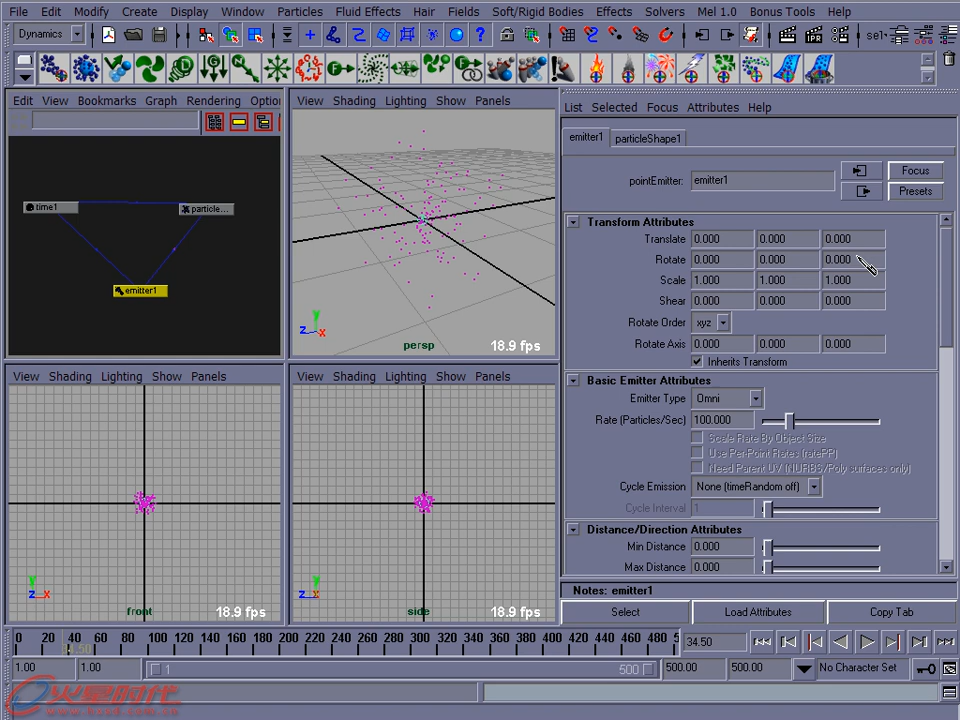 File Edit Modify Create Display Window Particles Fluid Effects Hair Fields Soft/Rigid Bodies Effects Solvers Mel 1.0 Bonus Tools Help
Dynamics
sel
Edit View Bookmarks Graph Rendering Optio
View Shading Lighting Show Panels
List Selected Focus Attributes Help
emitter1 particleShape1
pointEmitter: emitter1
Focus
Presets
time1
particle...
emitter1
y
z x
persp
18.9 fps
Transform Attributes
Translate 0.000 0.000 0.000
Rotate 0.000 0.000 0.000
Scale 1.000 1.000 1.000
Shear 0.000 0.000 0.000
Rotate Order xyz
Rotate Axis 0.000 0.000 0.000
Inherits Transform
Basic Emitter Attributes
Emitter Type Omni
Rate (Particles/Sec) 100.000
Scale Rate By Object Size
Use Per-Point Rates (ratePP)
Need Parent UV (NURBS/Poly surfaces only)
Cycle Emission None (timeRandom off)
Cycle Interval 1
Distance/Direction Attributes
Min Distance 0.000
Max Distance 0.000
View Shading Lighting Show Panels
y
z x
front
18.9 fps
View Shading Lighting Show Panels
y
z x
side
18.9 fps
Notes: emitter1
Select Load Attributes Copy Tab
0 20 40 60 80 100 120 140 160 180 200 220 240 260 280 300 320 340 360 380 400 420 440 460 480 5
34.50
34.50
1.00 1.00 1 500 500.00 500.00 No Character Set
火星时代